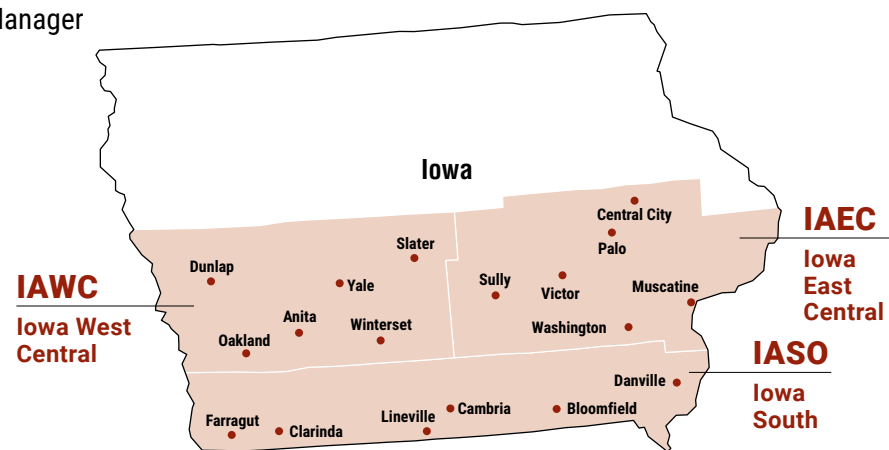 Manager
Iowa
Central City
Palo
IAEC
Iowa
East
Central
Slater
Dunlap
Yale
Sully
Victor
Muscatine
IAWC
Iowa West
Central
Anita
Winterset
Oakland
Washington
IASO
Iowa
South
Danville
Farragut
Clarinda
Lineville
Cambria
Bloomfield